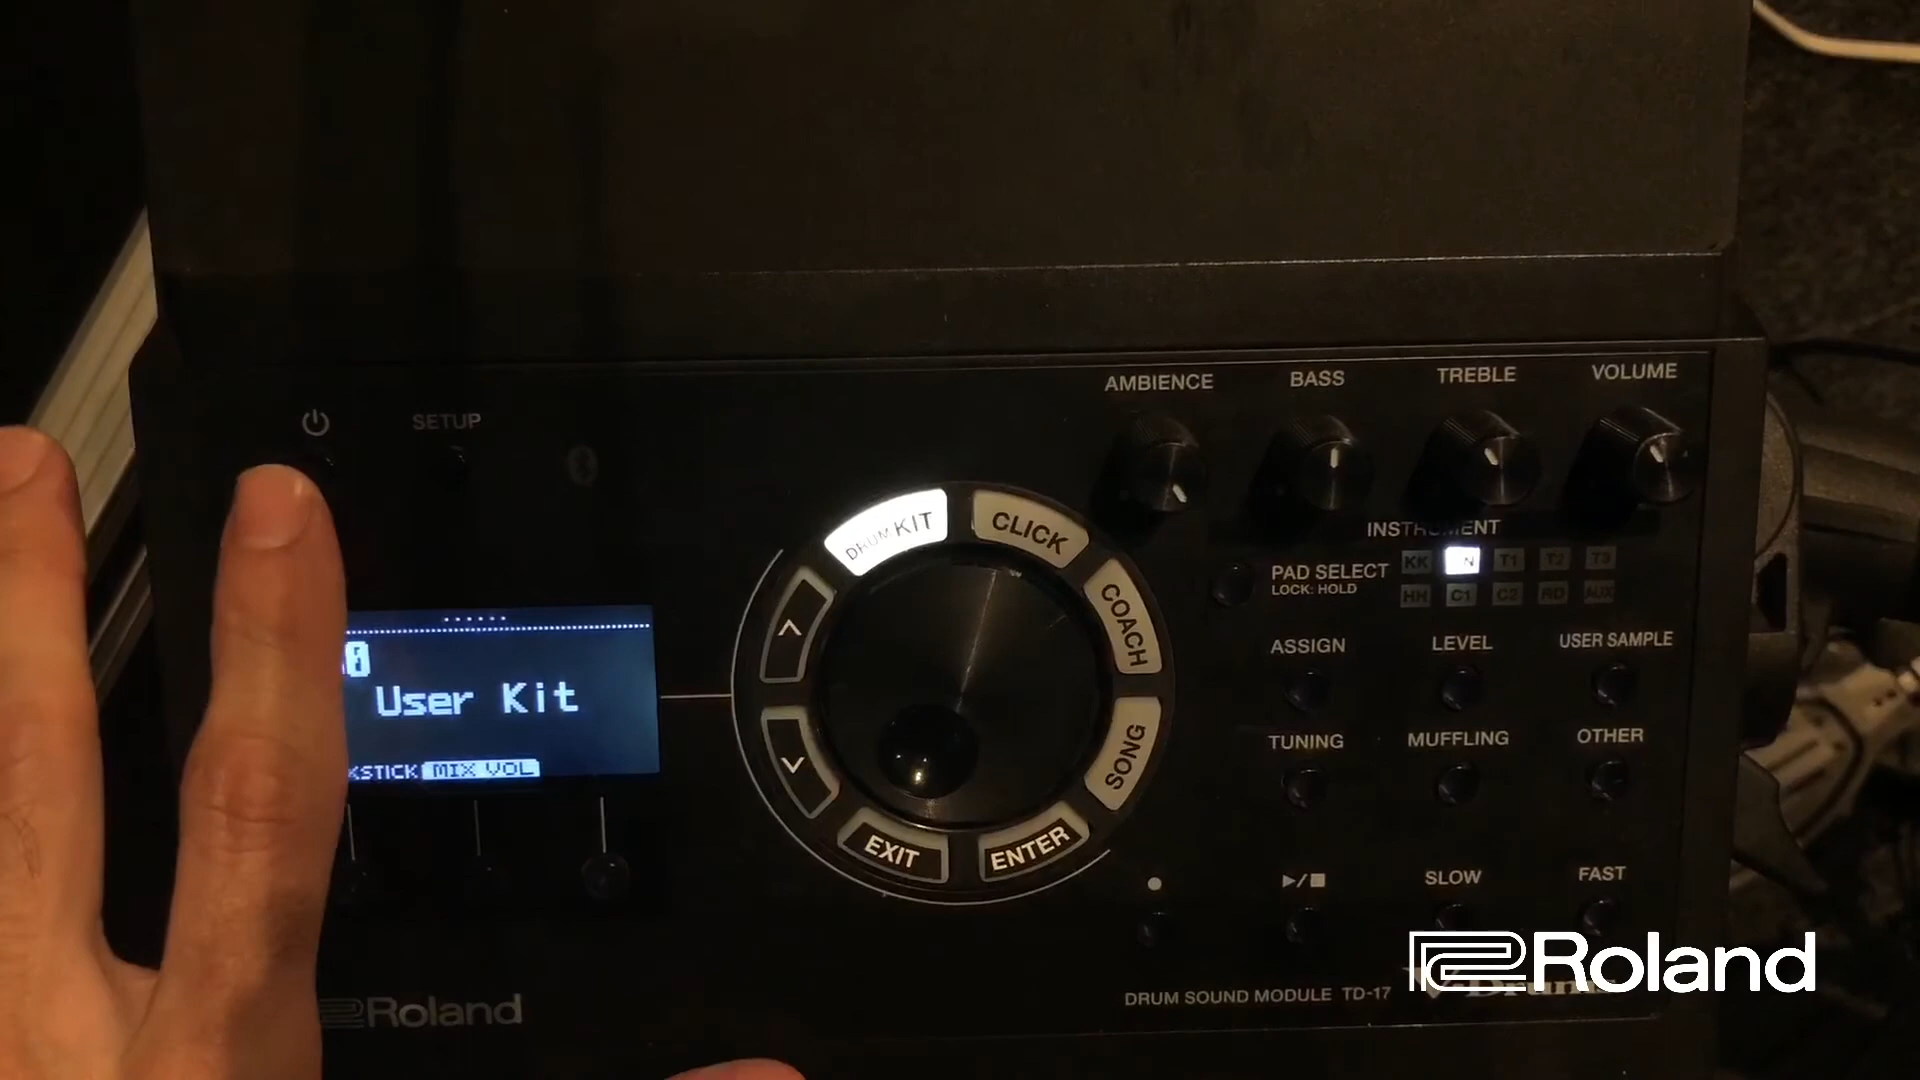 AMBIENCE BASS TREBLE VOLUME
SETUP
DRUM KIT
CLICK
COACH
SONG
ENTER
EXIT
User Kit
MIX VOL
INSTRUMENT
PAD SELECT
LOCK: HOLD
KK T1 T2 T3
HH C1 C2 RD AUX
ASSIGN LEVEL USER SAMPLE
TUNING MUFFLING OTHER
SLOW FAST
DRUM SOUND MODULE TD-17
Roland
Roland